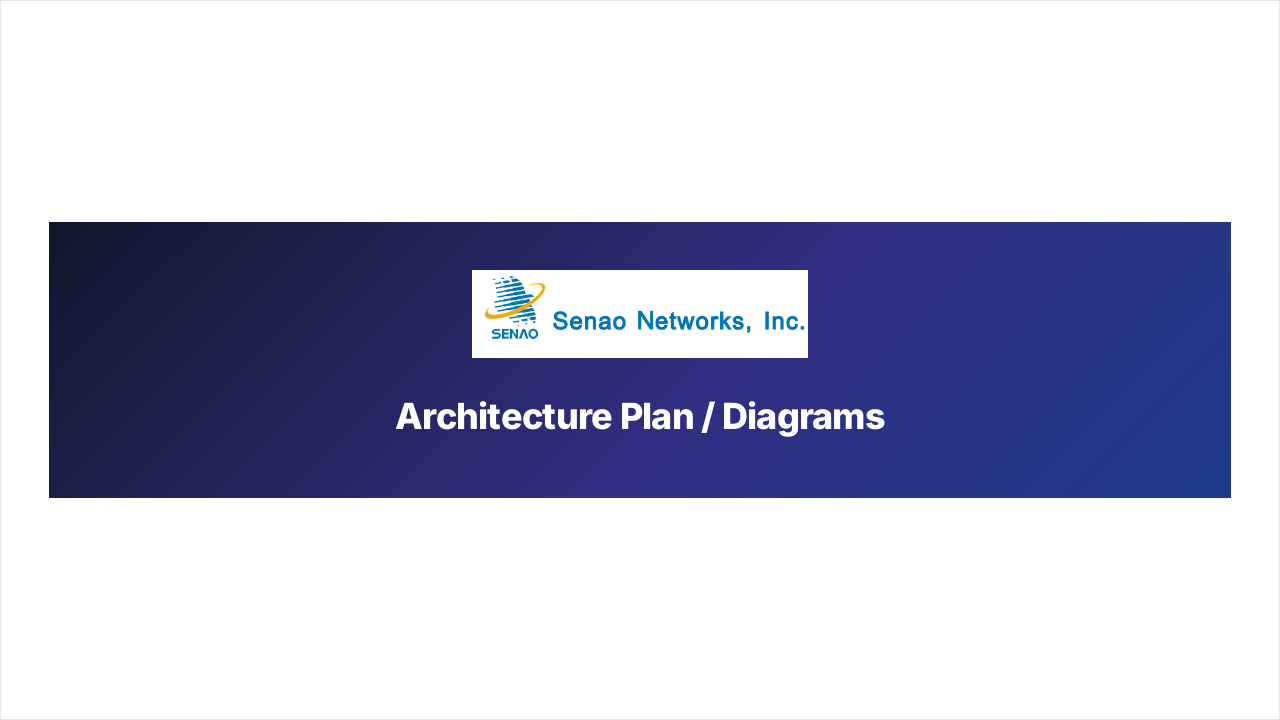 SENAO
Senao Networks, Inc.
Architecture Plan / Diagrams